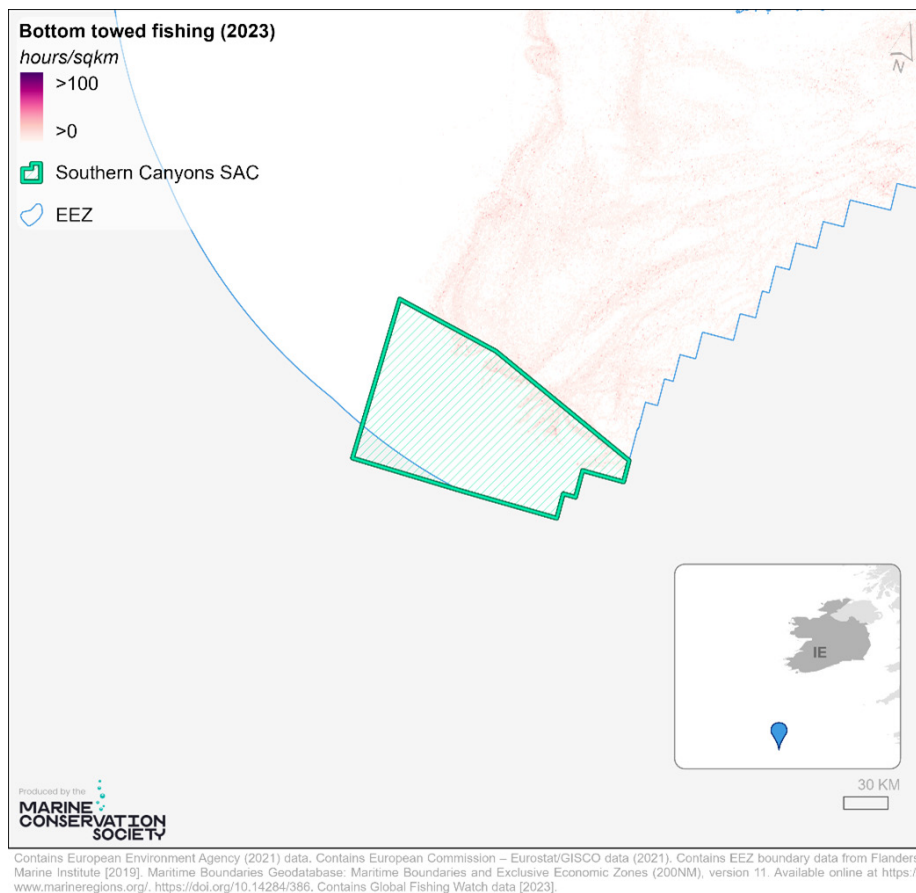 Bottom towed fishing (2023)
hours/sqkm
>100
>0
Southern Canyons SAC
EEZ
N
IE
30 KM
Produced by the
MARINE
CONSERVATION
SOCIETY
Contains European Environment Agency (2021) data. Contains European Commission – Eurostat/GISCO data (2021). Contains EEZ boundary data from Flanders
Marine Institute [2019]. Maritime Boundaries Geodatabase: Maritime Boundaries and Exclusive Economic Zones (200NM), version 11. Available online at https:/
www.marineregions.org/. https://doi.org/10.14284/386. Contains Global Fishing Watch data [2023].